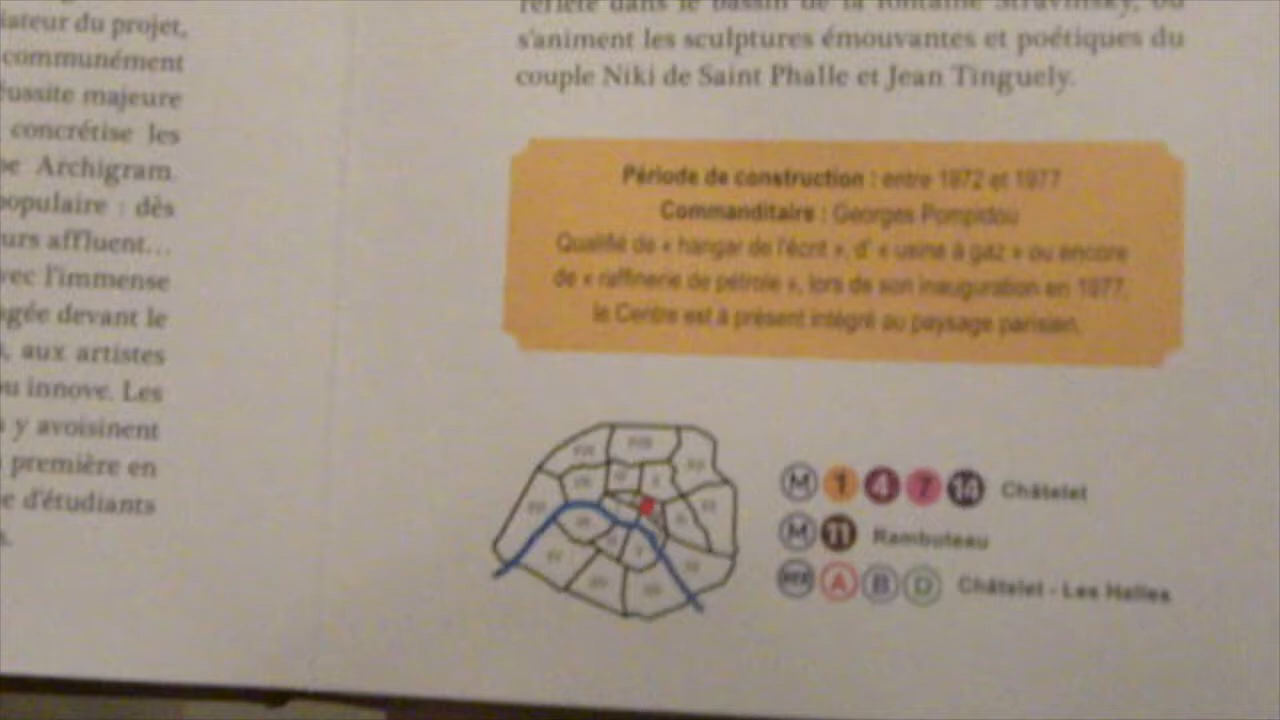 iateur du projet,
communément
éussite majeure
concrétise les
pe Archigram.
populaire : dès
urs affluent…
vec l'immense
agée devant le
, aux artistes
ou innove. Les
s y avoisinent
première en
e d'étudiants
s.
reflète dans le bassin de la fontaine Stravinsky, où
s'animent les sculptures émouvantes et poétiques du
couple Niki de Saint Phalle et Jean Tinguely.
Période de construction : entre 1972 et 1977
Commanditaire : Georges Pompidou
Qualifié de « hangar de l'écrit », d' « usine à gaz » ou encore
de « raffinerie de pétrole », lors de son inauguration en 1977,
le Centre est à présent intégré au paysage parisien.
M 1 4 7 14 Châtelet
M 11 Rambuteau
RER A B D Châtelet - Les Halles